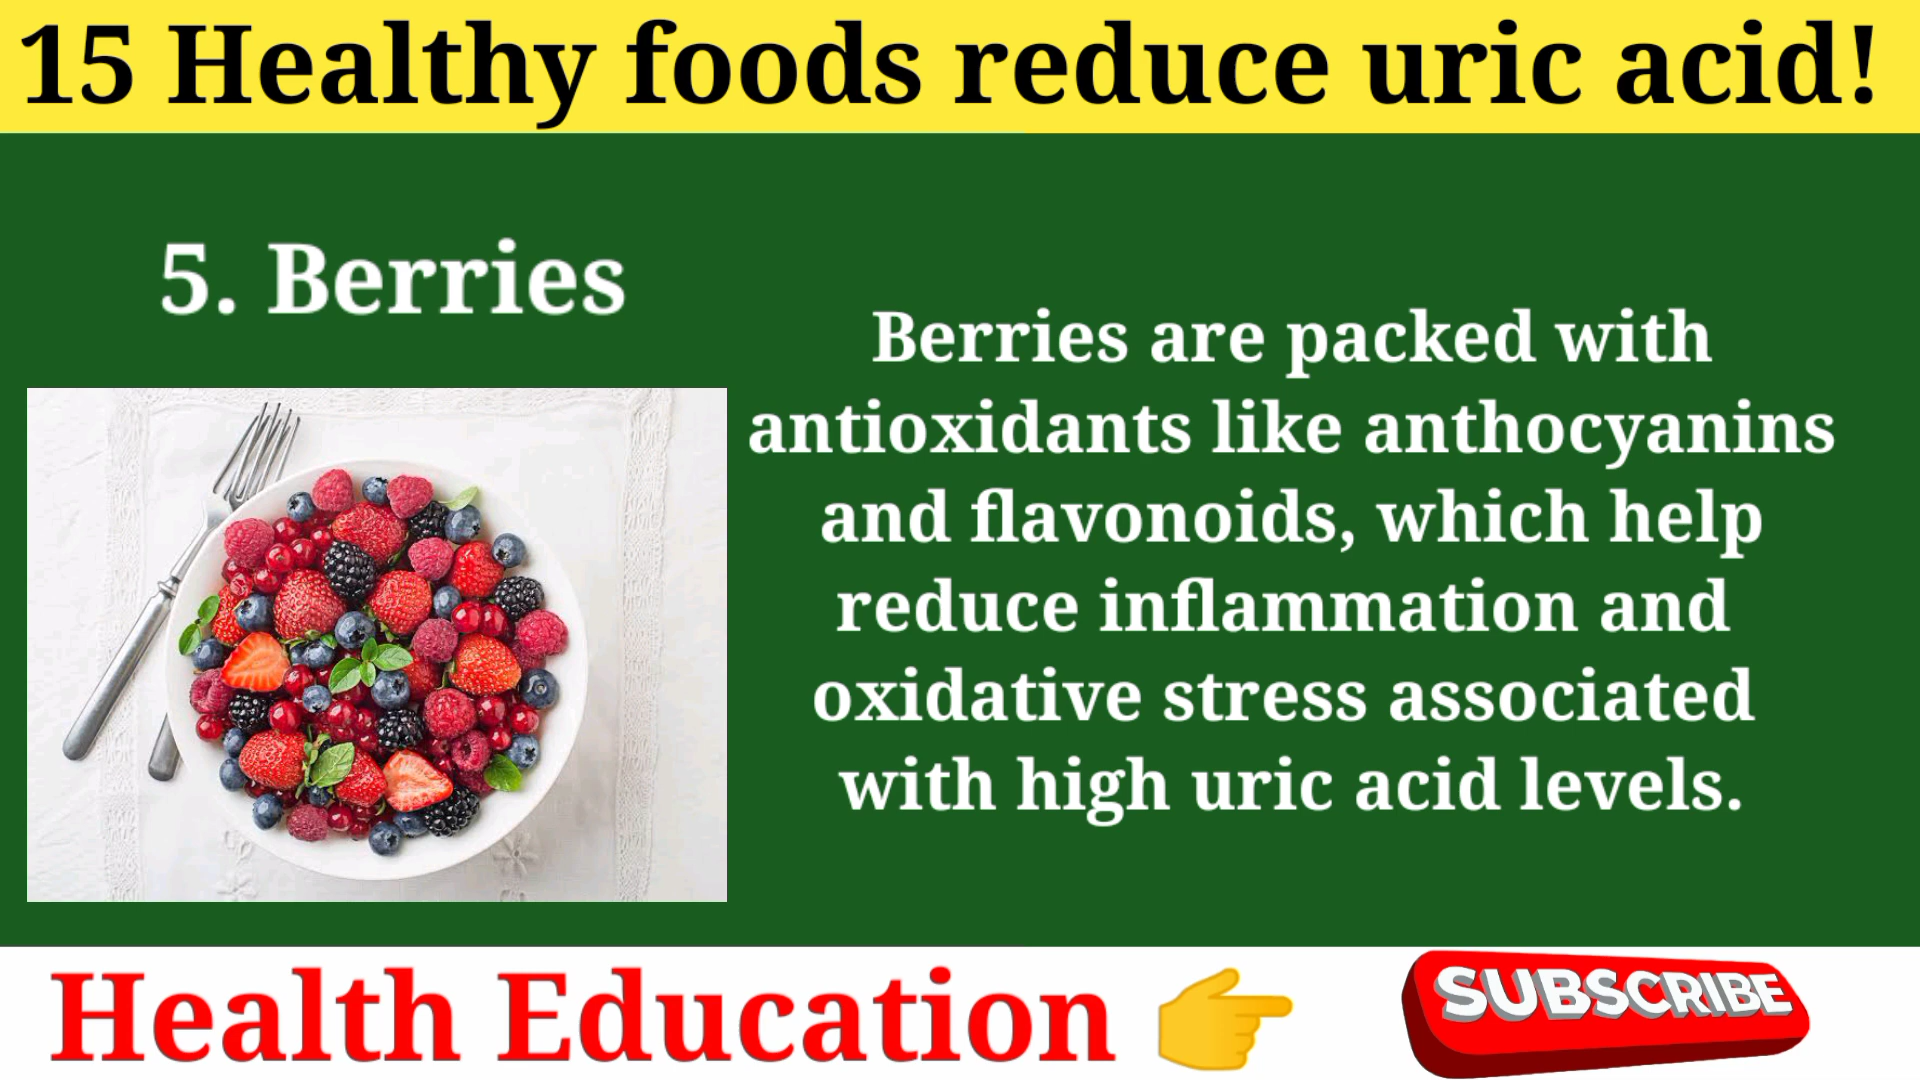 15 Healthy foods reduce uric acid!
5. Berries
Berries are packed with
antioxidants like anthocyanins
and flavonoids, which help
reduce inflammation and
oxidative stress associated
with high uric acid levels.
Health Education 👉
SUBSCRIBE